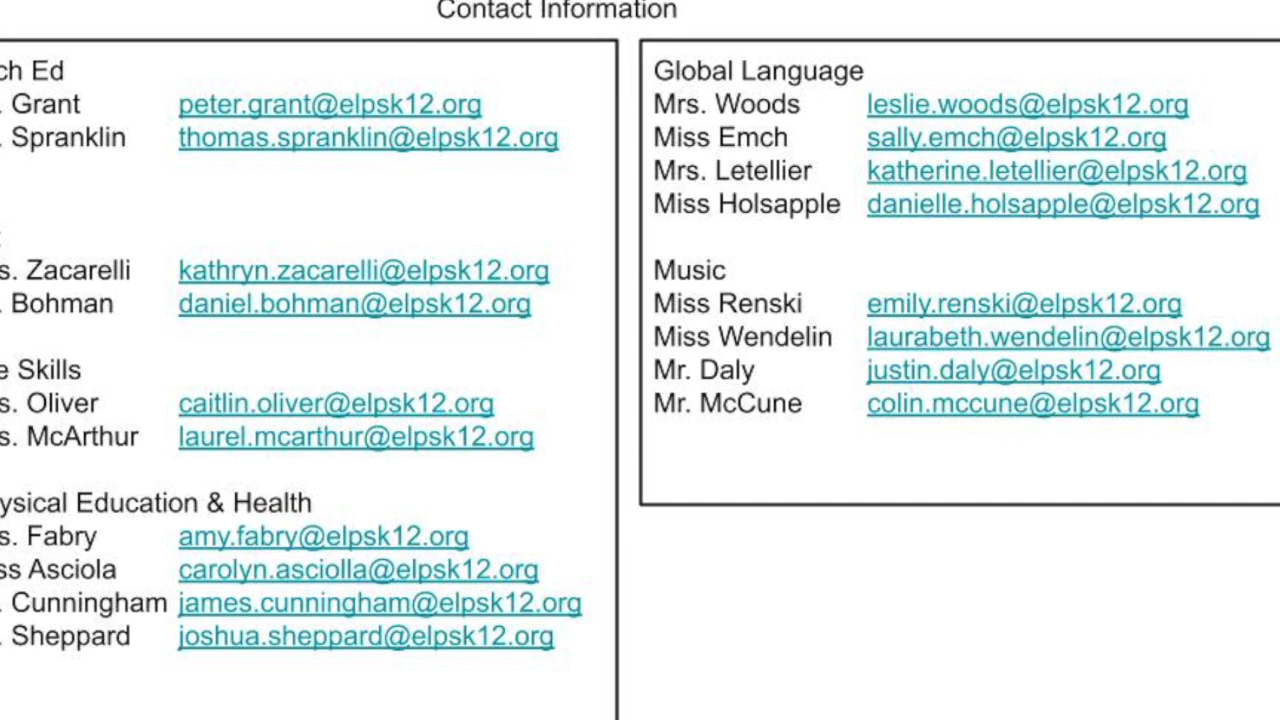 Contact Information
ch Ed
. Grant peter.grant@elpsk12.org
. Spranklin thomas.spranklin@elpsk12.org
s. Zacarelli kathryn.zacarelli@elpsk12.org
. Bohman daniel.bohman@elpsk12.org
e Skills
s. Oliver caitlin.oliver@elpsk12.org
s. McArthur laurel.mcarthur@elpsk12.org
ysical Education & Health
s. Fabry amy.fabry@elpsk12.org
ss Asciola carolyn.asciolla@elpsk12.org
. Cunningham james.cunningham@elpsk12.org
. Sheppard joshua.sheppard@elpsk12.org
Global Language
Mrs. Woods leslie.woods@elpsk12.org
Miss Emch sally.emch@elpsk12.org
Mrs. Letellier katherine.letellier@elpsk12.org
Miss Holsapple danielle.holsapple@elpsk12.org
Music
Miss Renski emily.renski@elpsk12.org
Miss Wendelin laurabeth.wendelin@elpsk12.org
Mr. Daly justin.daly@elpsk12.org
Mr. McCune colin.mccune@elpsk12.org